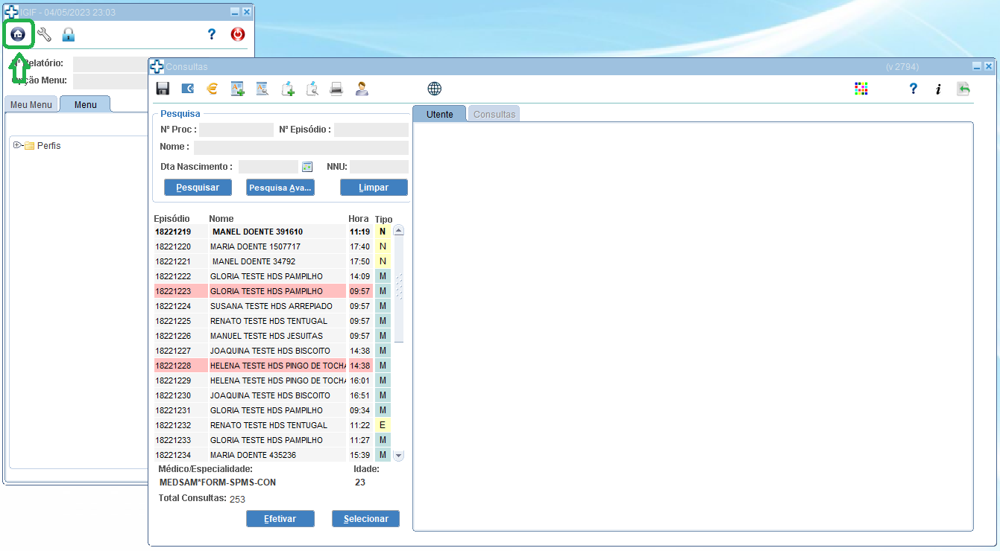 IGIF - 04/05/2023 23:03
Nº Relatório:
Opção Menu:
Meu Menu Menu
Perfis
Consultas (v 2794)
Pesquisa
Nº Proc : Nº Episódio :
Nome :
Dta Nascimento : NNU:
Pesquisar Pesquisa Ava... Limpar
Utente Consultas
Episódio Nome Hora Tipo
18221219 MANEL DOENTE 391610 11:19 N
18221220 MARIA DOENTE 1507717 17:40 N
18221221 MANEL DOENTE 34792 17:50 N
18221222 GLORIA TESTE HDS PAMPILHO 14:09 M
18221223 GLORIA TESTE HDS PAMPILHO 09:57 M
18221224 SUSANA TESTE HDS ARREPIADO 09:57 M
18221225 RENATO TESTE HDS TENTUGAL 09:57 M
18221226 MANUEL TESTE HDS JESUITAS 09:57 M
18221227 JOAQUINA TESTE HDS BISCOITO 14:38 M
18221228 HELENA TESTE HDS PINGO DE TOCHA 14:38 M
18221229 HELENA TESTE HDS PINGO DE TOCHA 16:01 M
18221230 JOAQUINA TESTE HDS BISCOITO 16:51 M
18221231 GLORIA TESTE HDS PAMPILHO 09:34 M
18221232 RENATO TESTE HDS TENTUGAL 11:22 E
18221233 GLORIA TESTE HDS PAMPILHO 11:27 M
18221234 MARIA DOENTE 435236 15:39 M
Médico/Especialidade: Idade:
MEDSAM*FORM-SPMS-CON 23
Total Consultas: 253
Efetivar Selecionar